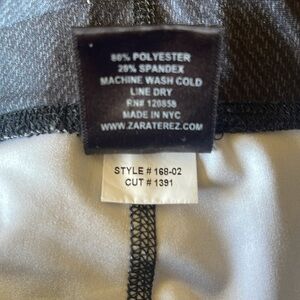 80% POLYESTER
20% SPANDEX
MACHINE WASH COLD
LINE DRY
RN# 120858
MADE IN NYC
WWW.ZARATEREZ.COM
STYLE # 168-02
CUT # 1391